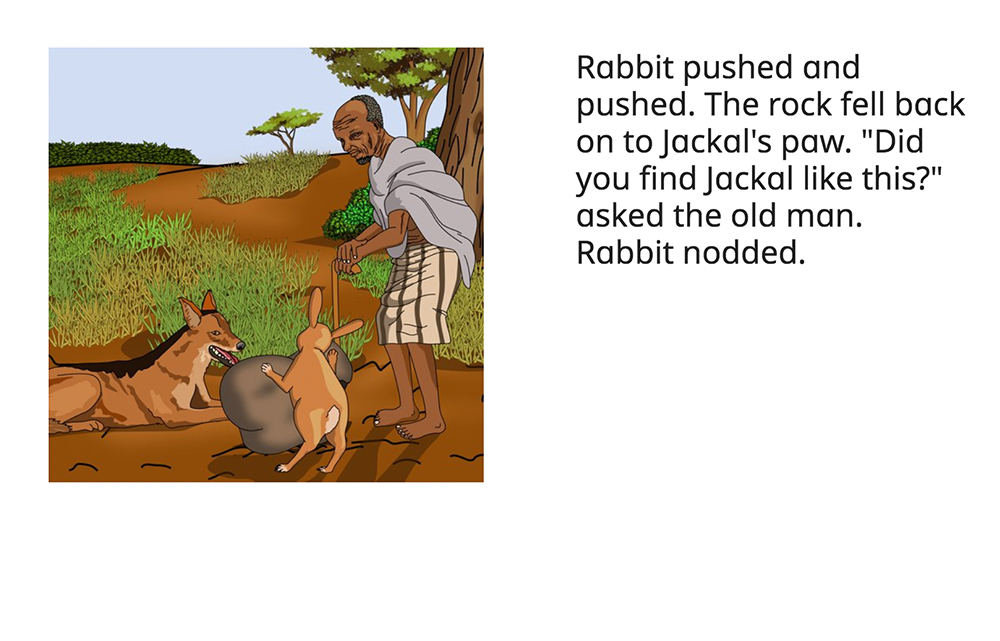 Rabbit pushed and
pushed. The rock fell back
on to Jackal's paw. "Did
you find Jackal like this?"
asked the old man.
Rabbit nodded.